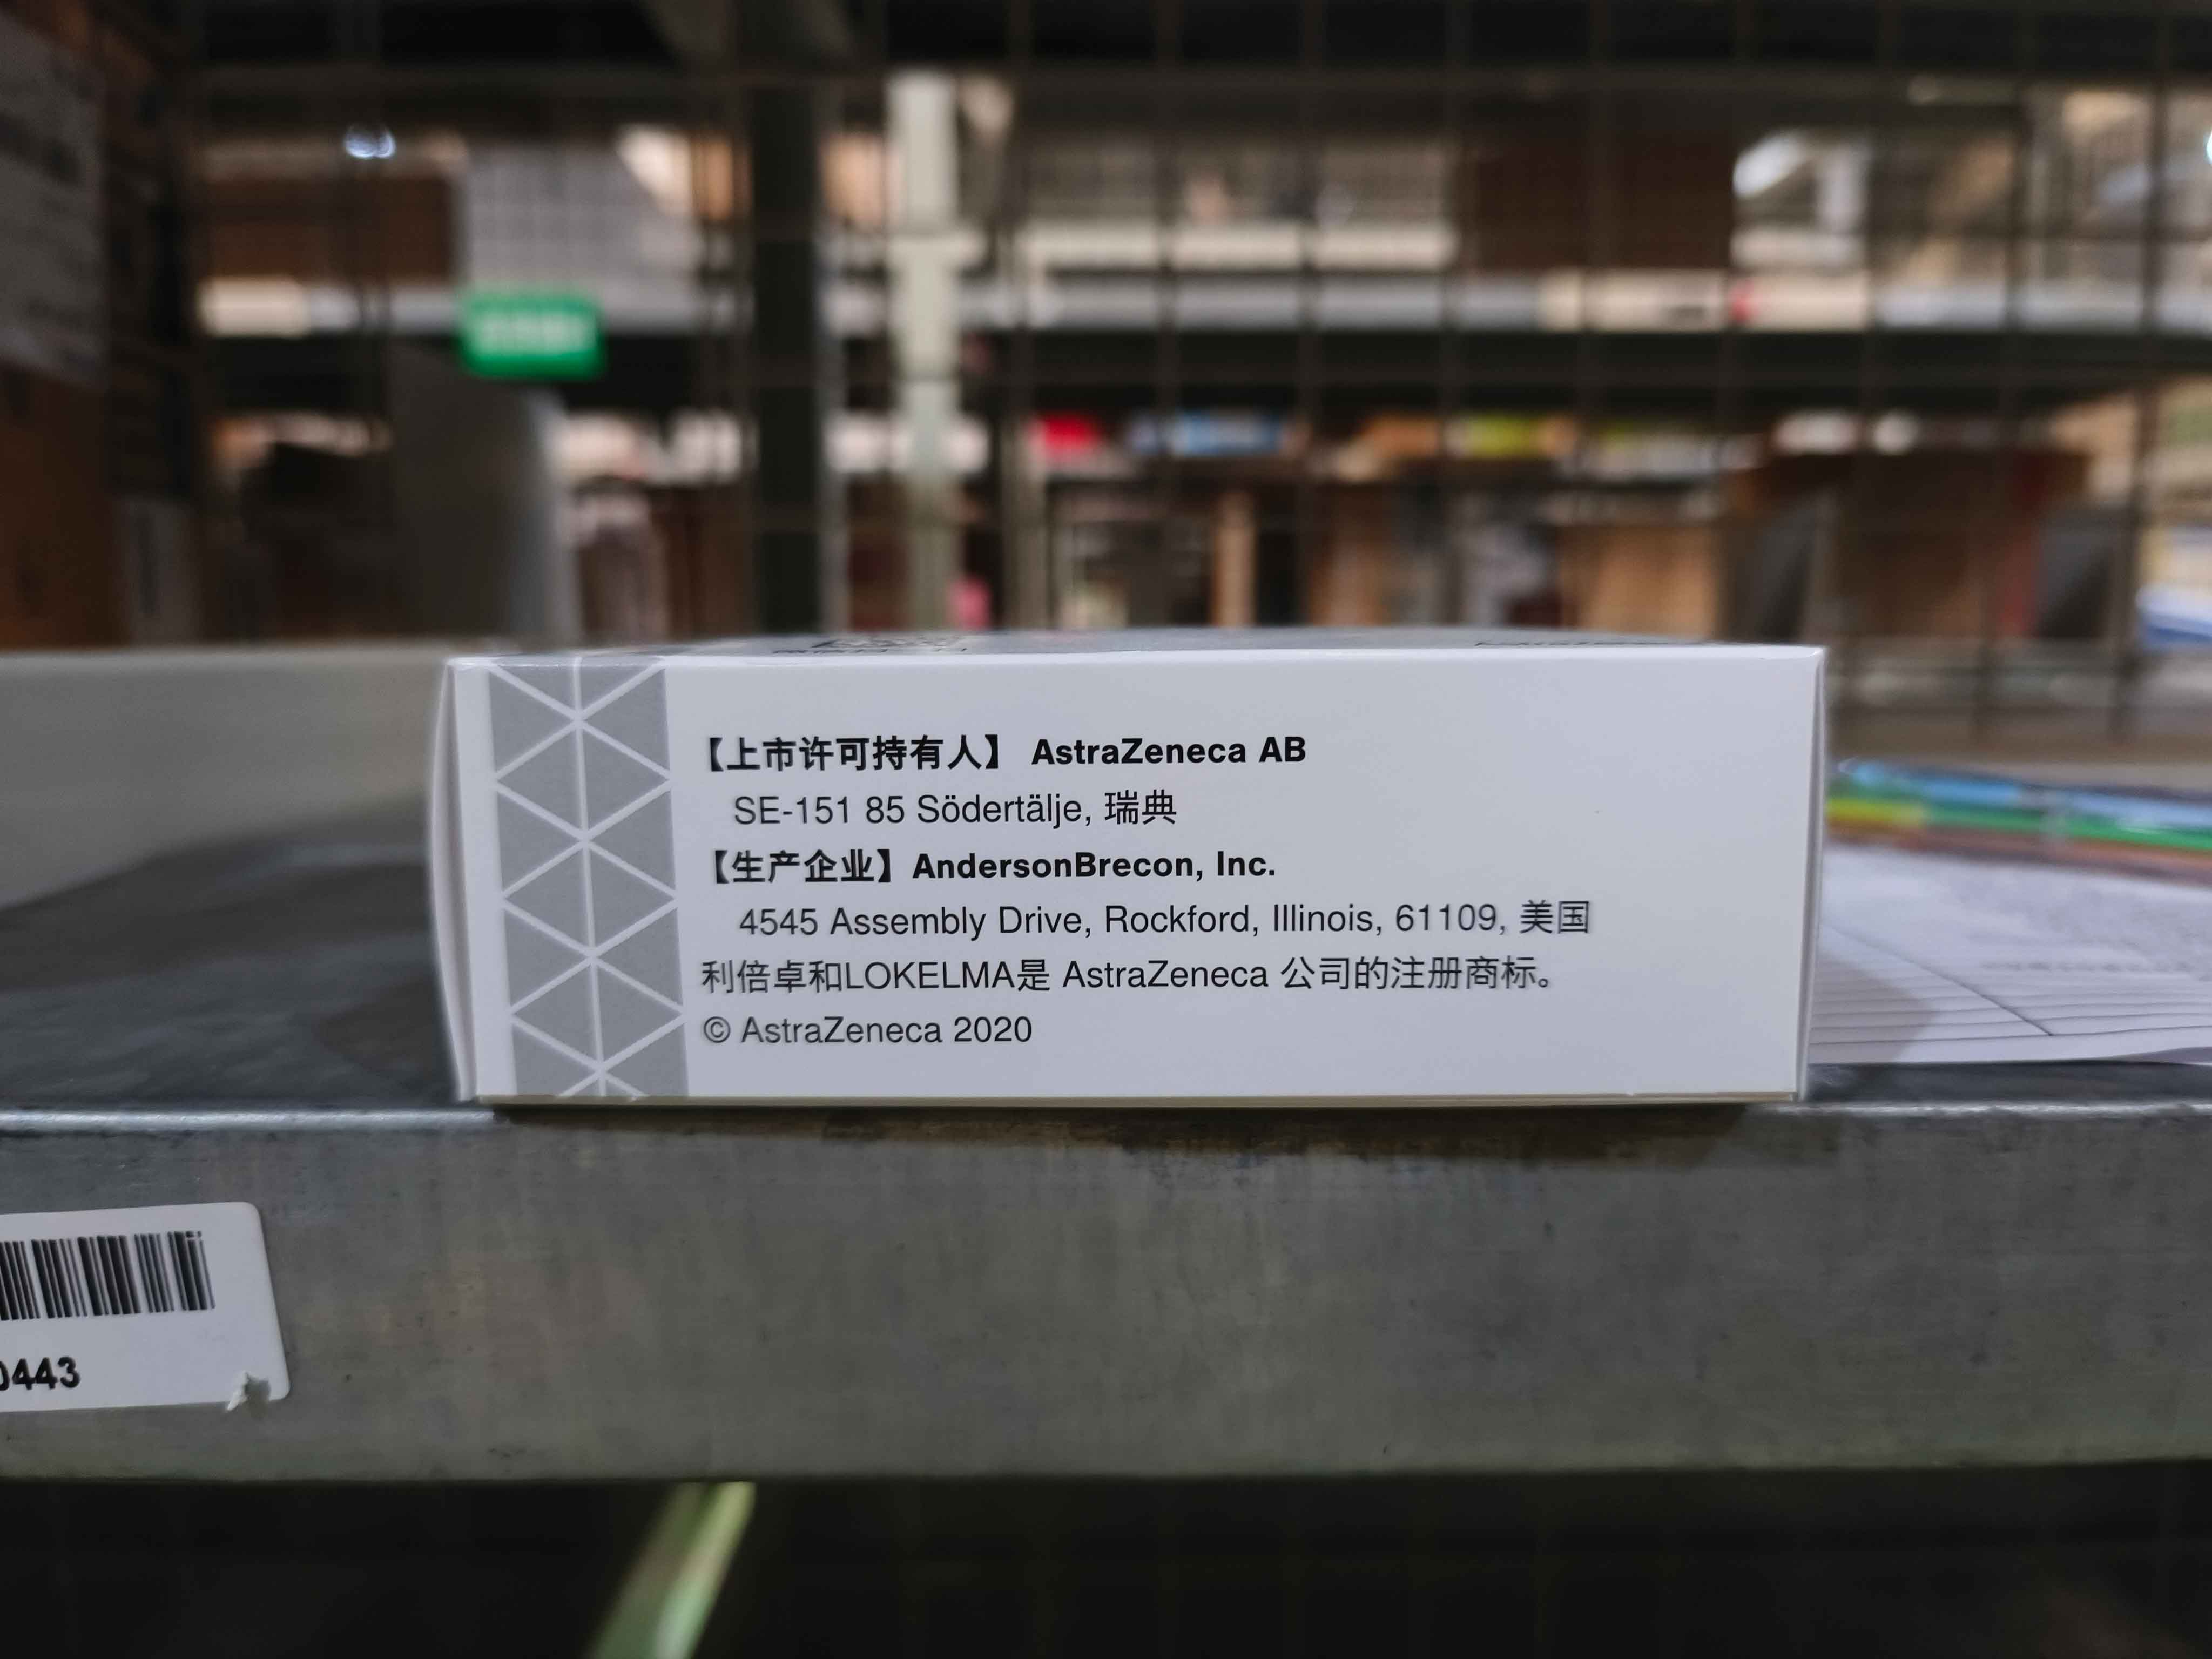 【上市许可持有人】 AstraZeneca AB
SE-151 85 Södertälje, 瑞典
【生产企业】AndersonBrecon, Inc.
4545 Assembly Drive, Rockford, Illinois, 61109, 美国
利倍卓和LOKELMA是 AstraZeneca 公司的注册商标。
© AstraZeneca 2020
0443